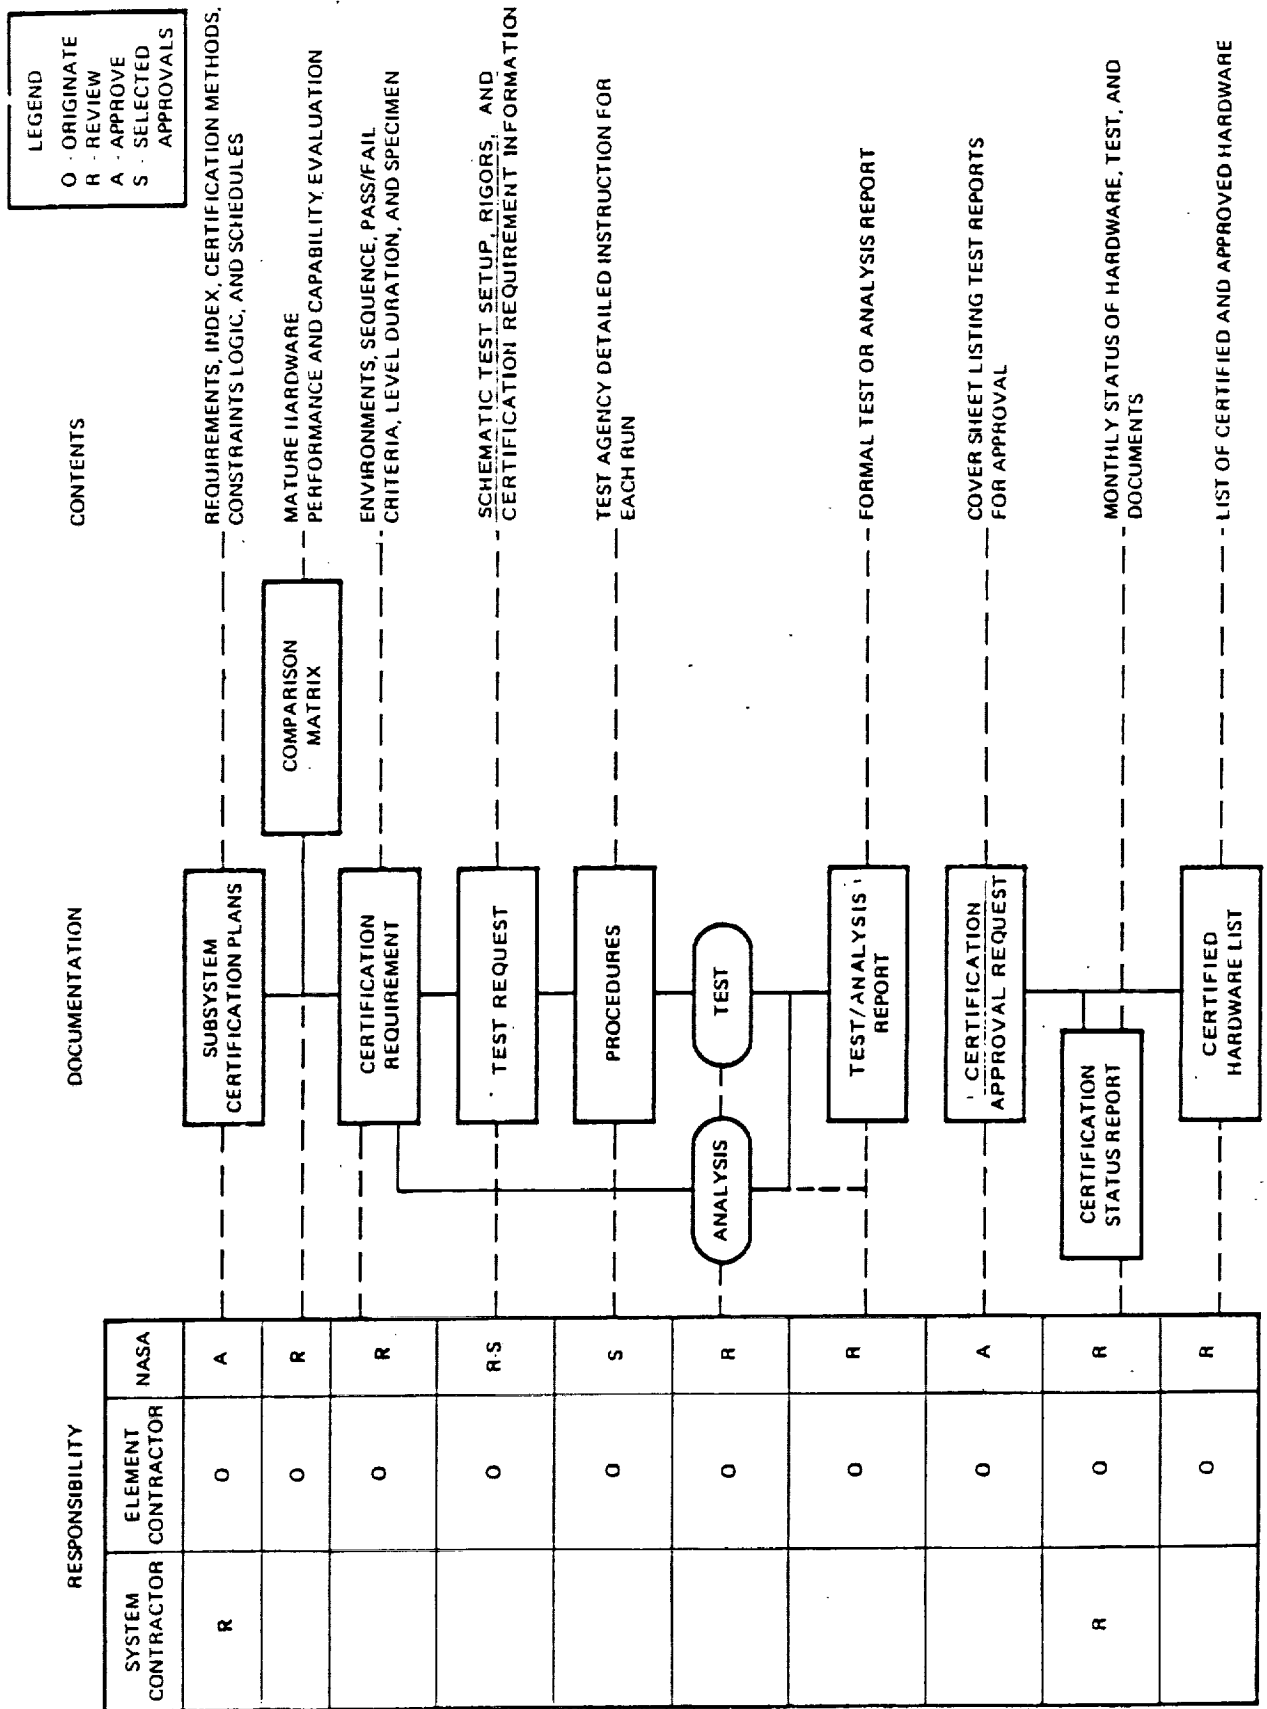 LEGEND
O - ORIGINATE
R - REVIEW
A - APPROVE
S - SELECTED
APPROVALS
RESPONSIBILITY
DOCUMENTATION
CONTENTS
SYSTEM
CONTRACTOR
ELEMENT
CONTRACTOR
NASA
R
O
A
SUBSYSTEM
CERTIFICATION PLANS
REQUIREMENTS, INDEX, CERTIFICATION METHODS,
CONSTRAINTS LOGIC, AND SCHEDULES
O
R
COMPARISON
MATRIX
MATURE HARDWARE
PERFORMANCE AND CAPABILITY EVALUATION
O
R
CERTIFICATION
REQUIREMENT
ENVIRONMENTS, SEQUENCE, PASS/FAIL
CRITERIA, LEVEL DURATION, AND SPECIMEN
O
R-S
TEST REQUEST
SCHEMATIC TEST SETUP, RIGORS, AND
CERTIFICATION REQUIREMENT INFORMATION
O
S
PROCEDURES
TEST AGENCY DETAILED INSTRUCTION FOR
EACH RUN
O
R
ANALYSIS
TEST
O
R
TEST/ANALYSIS
REPORT
FORMAL TEST OR ANALYSIS REPORT
O
A
CERTIFICATION
APPROVAL REQUEST
COVER SHEET LISTING TEST REPORTS
FOR APPROVAL
R
O
R
CERTIFICATION
STATUS REPORT
MONTHLY STATUS OF HARDWARE, TEST, AND
DOCUMENTS
O
R
CERTIFIED
HARDWARE LIST
LIST OF CERTIFIED AND APPROVED HARDWARE